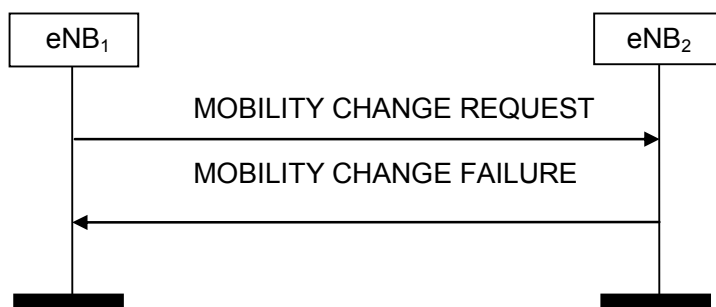 eNB₁
eNB₂
MOBILITY CHANGE REQUEST
MOBILITY CHANGE FAILURE